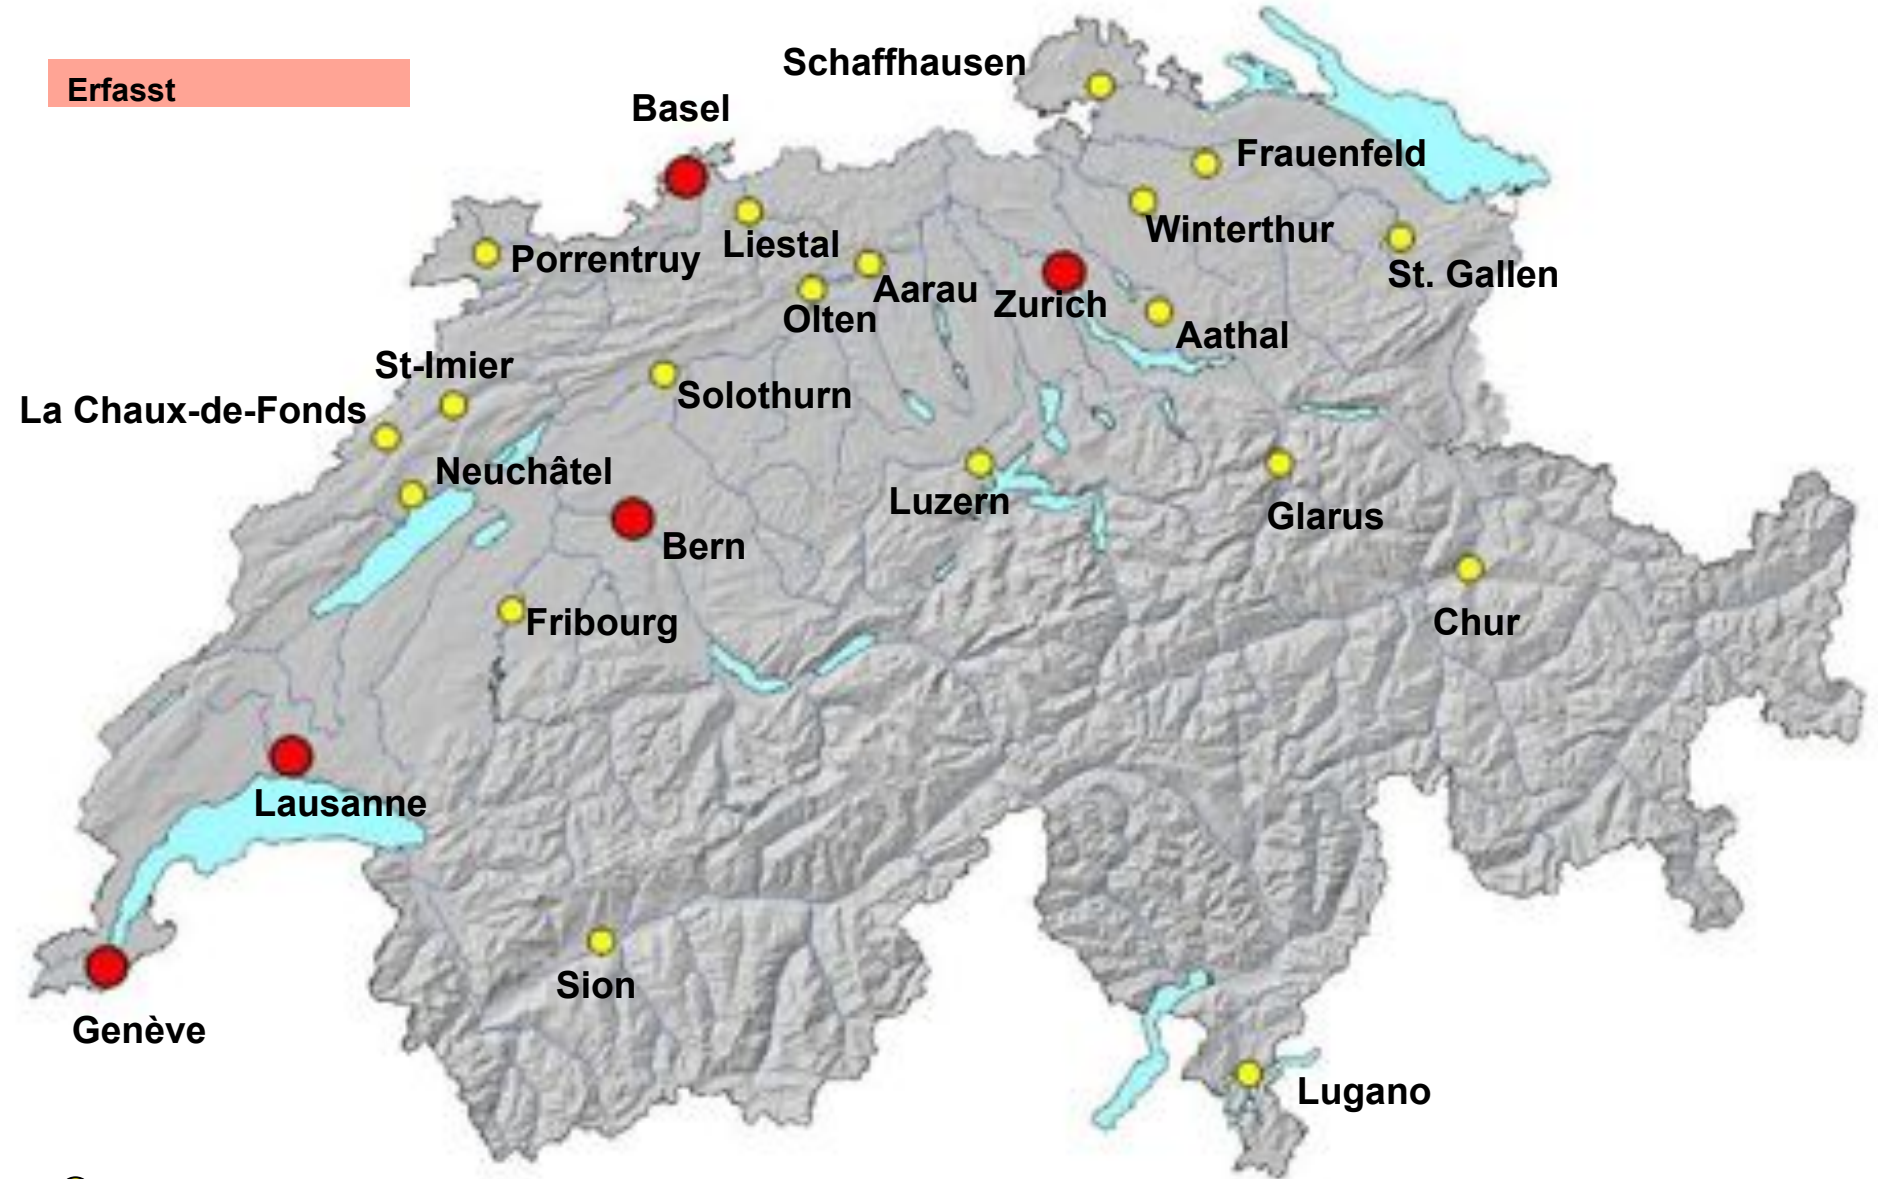 Erfasst
Schaffhausen
Basel
Frauenfeld
Winterthur
Liestal
Porrentruy
St. Gallen
Aarau
Zurich
Olten
Aathal
St-Imier
Solothurn
La Chaux-de-Fonds
Neuchâtel
Luzern
Glarus
Bern
Fribourg
Chur
Lausanne
Sion
Genève
Lugano